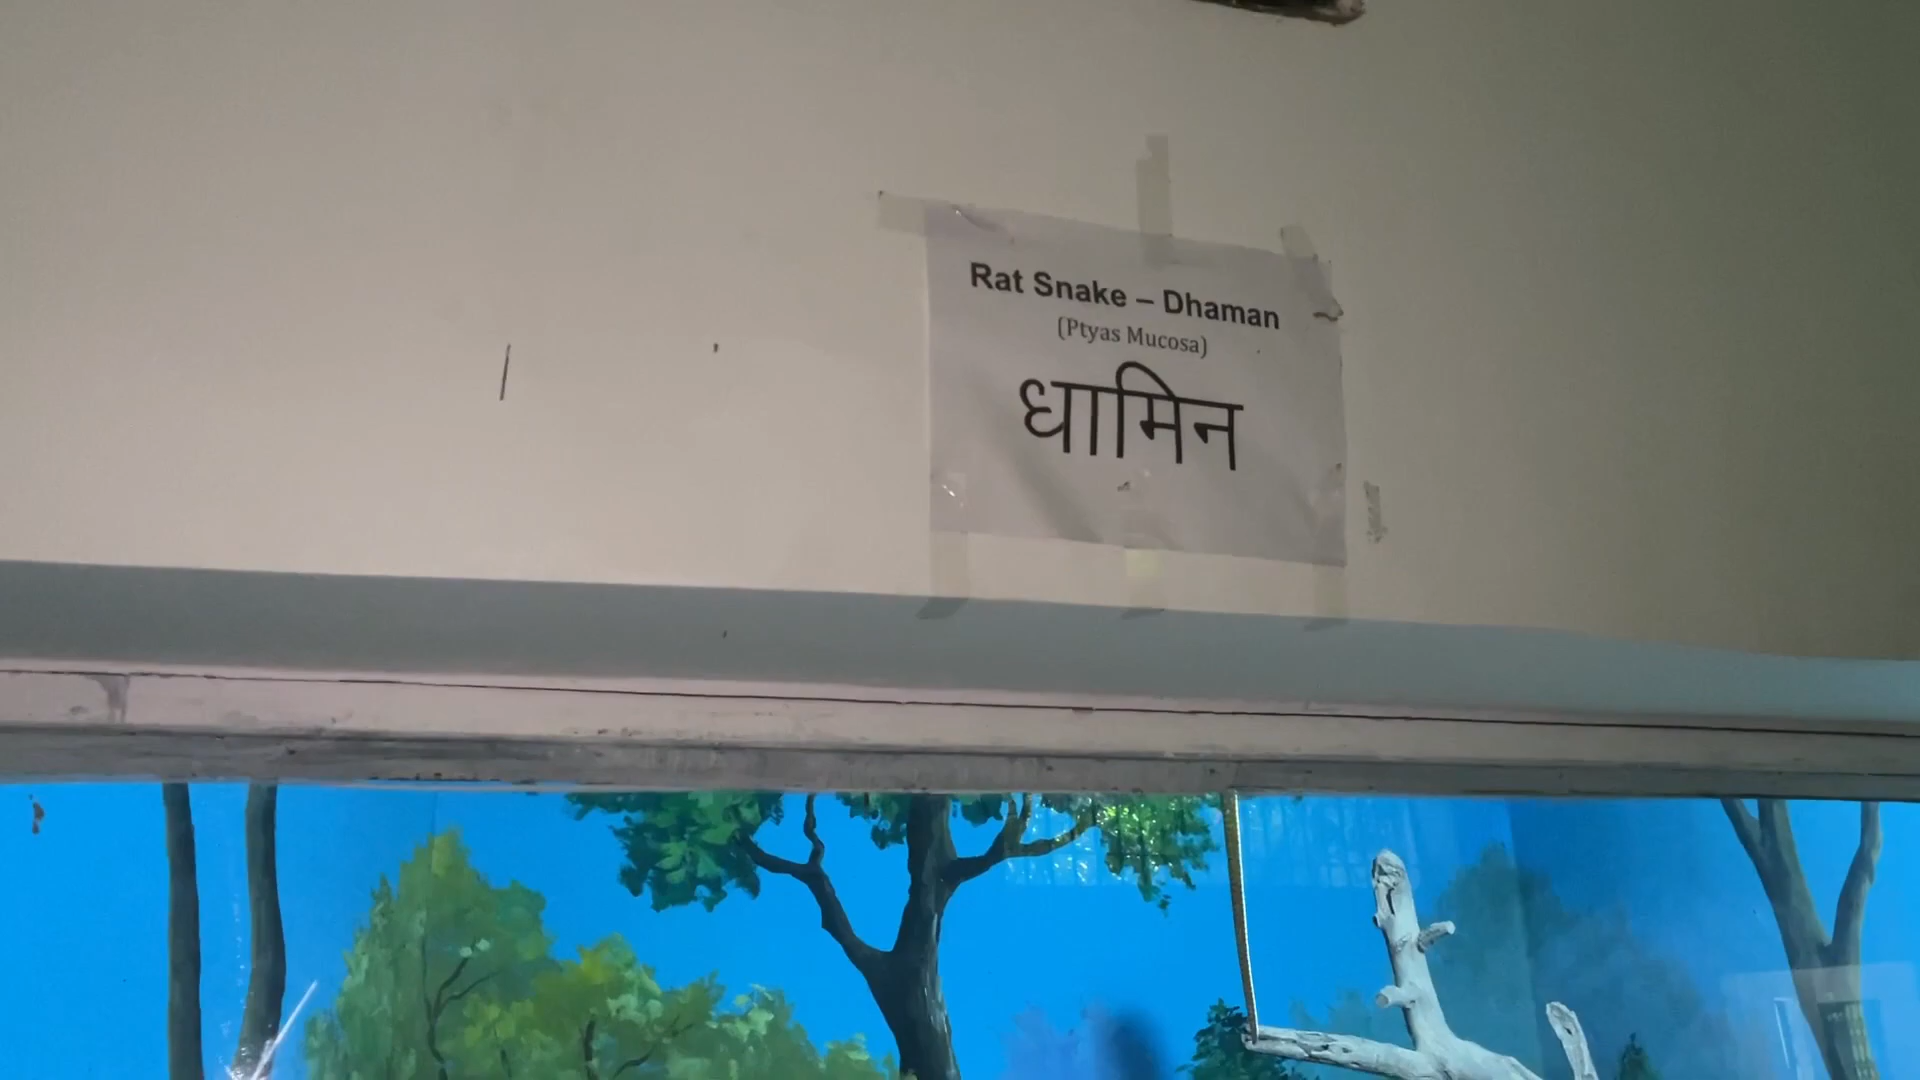 Rat Snake – Dhaman
(Ptyas Mucosa)
धामिन